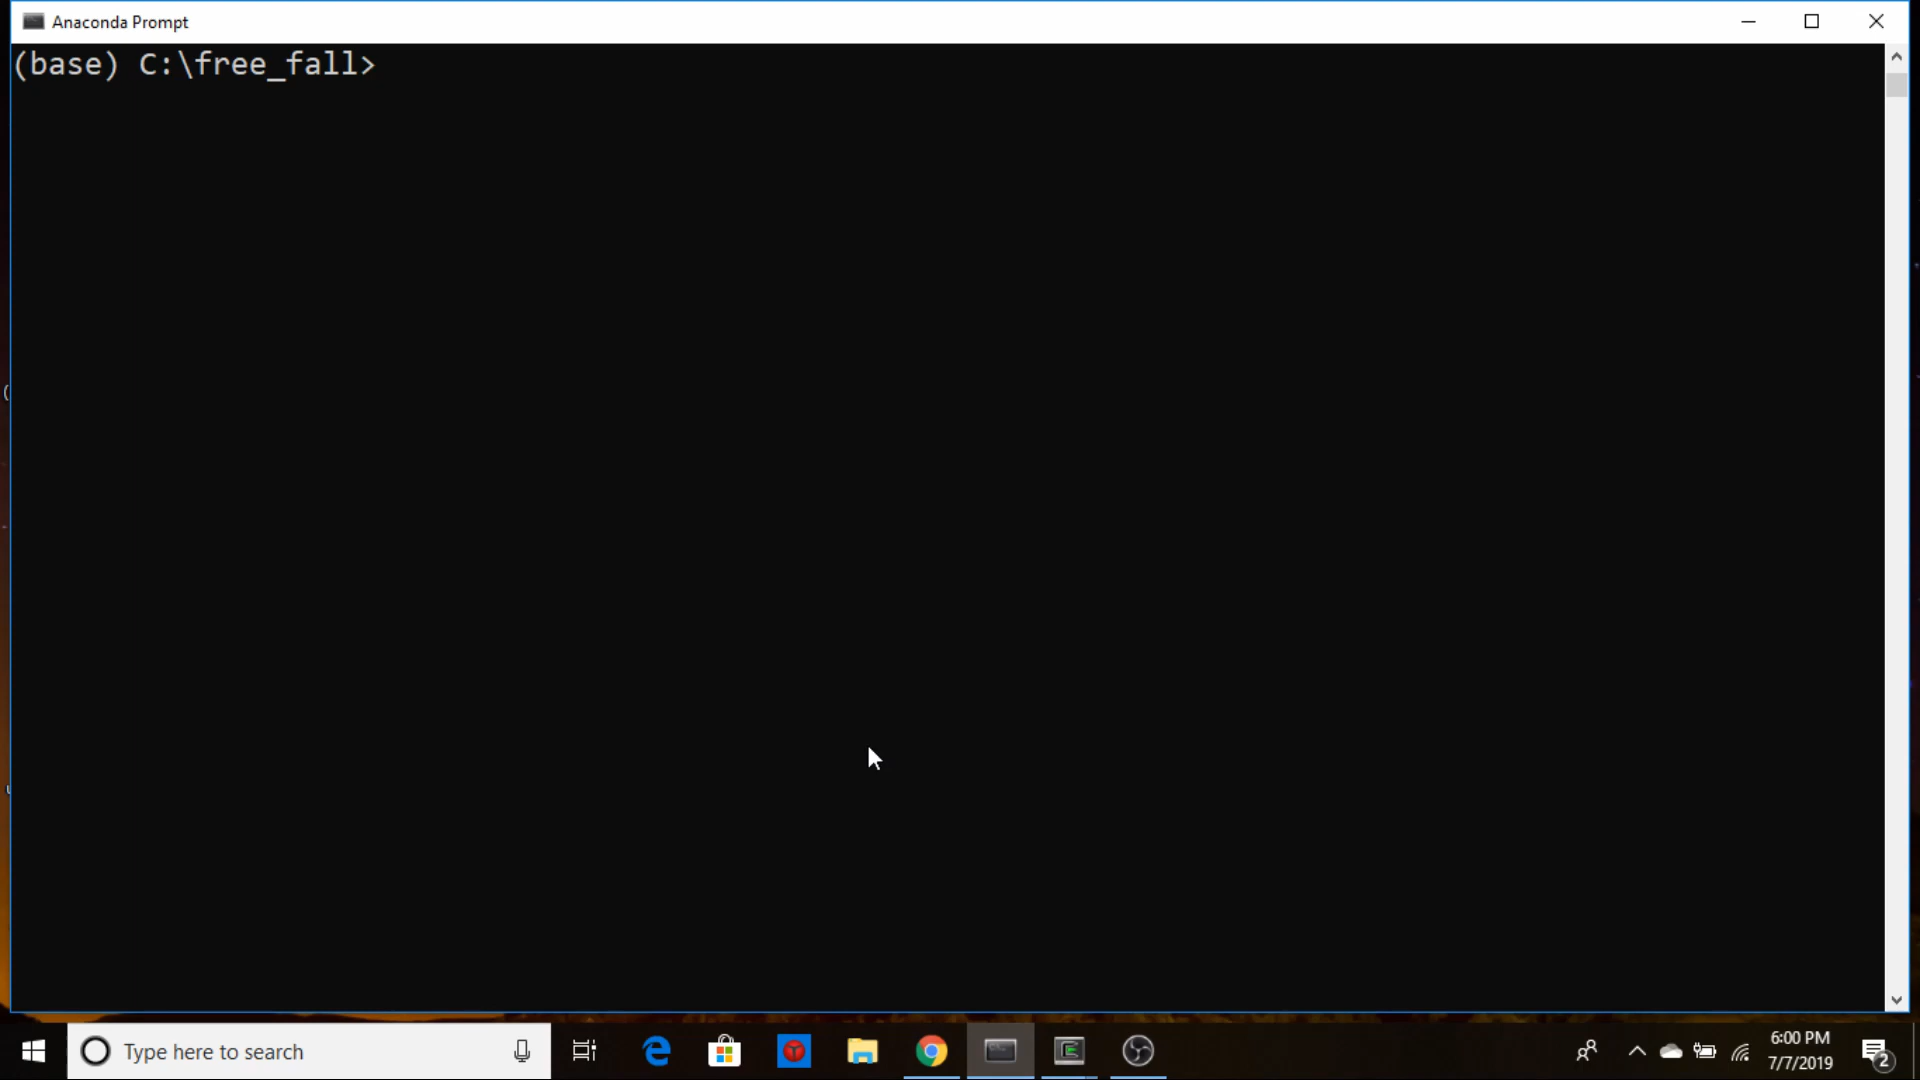 Anaconda Prompt
(base) C:\free_fall>
Type here to search
6:00 PM
7/7/2019
2